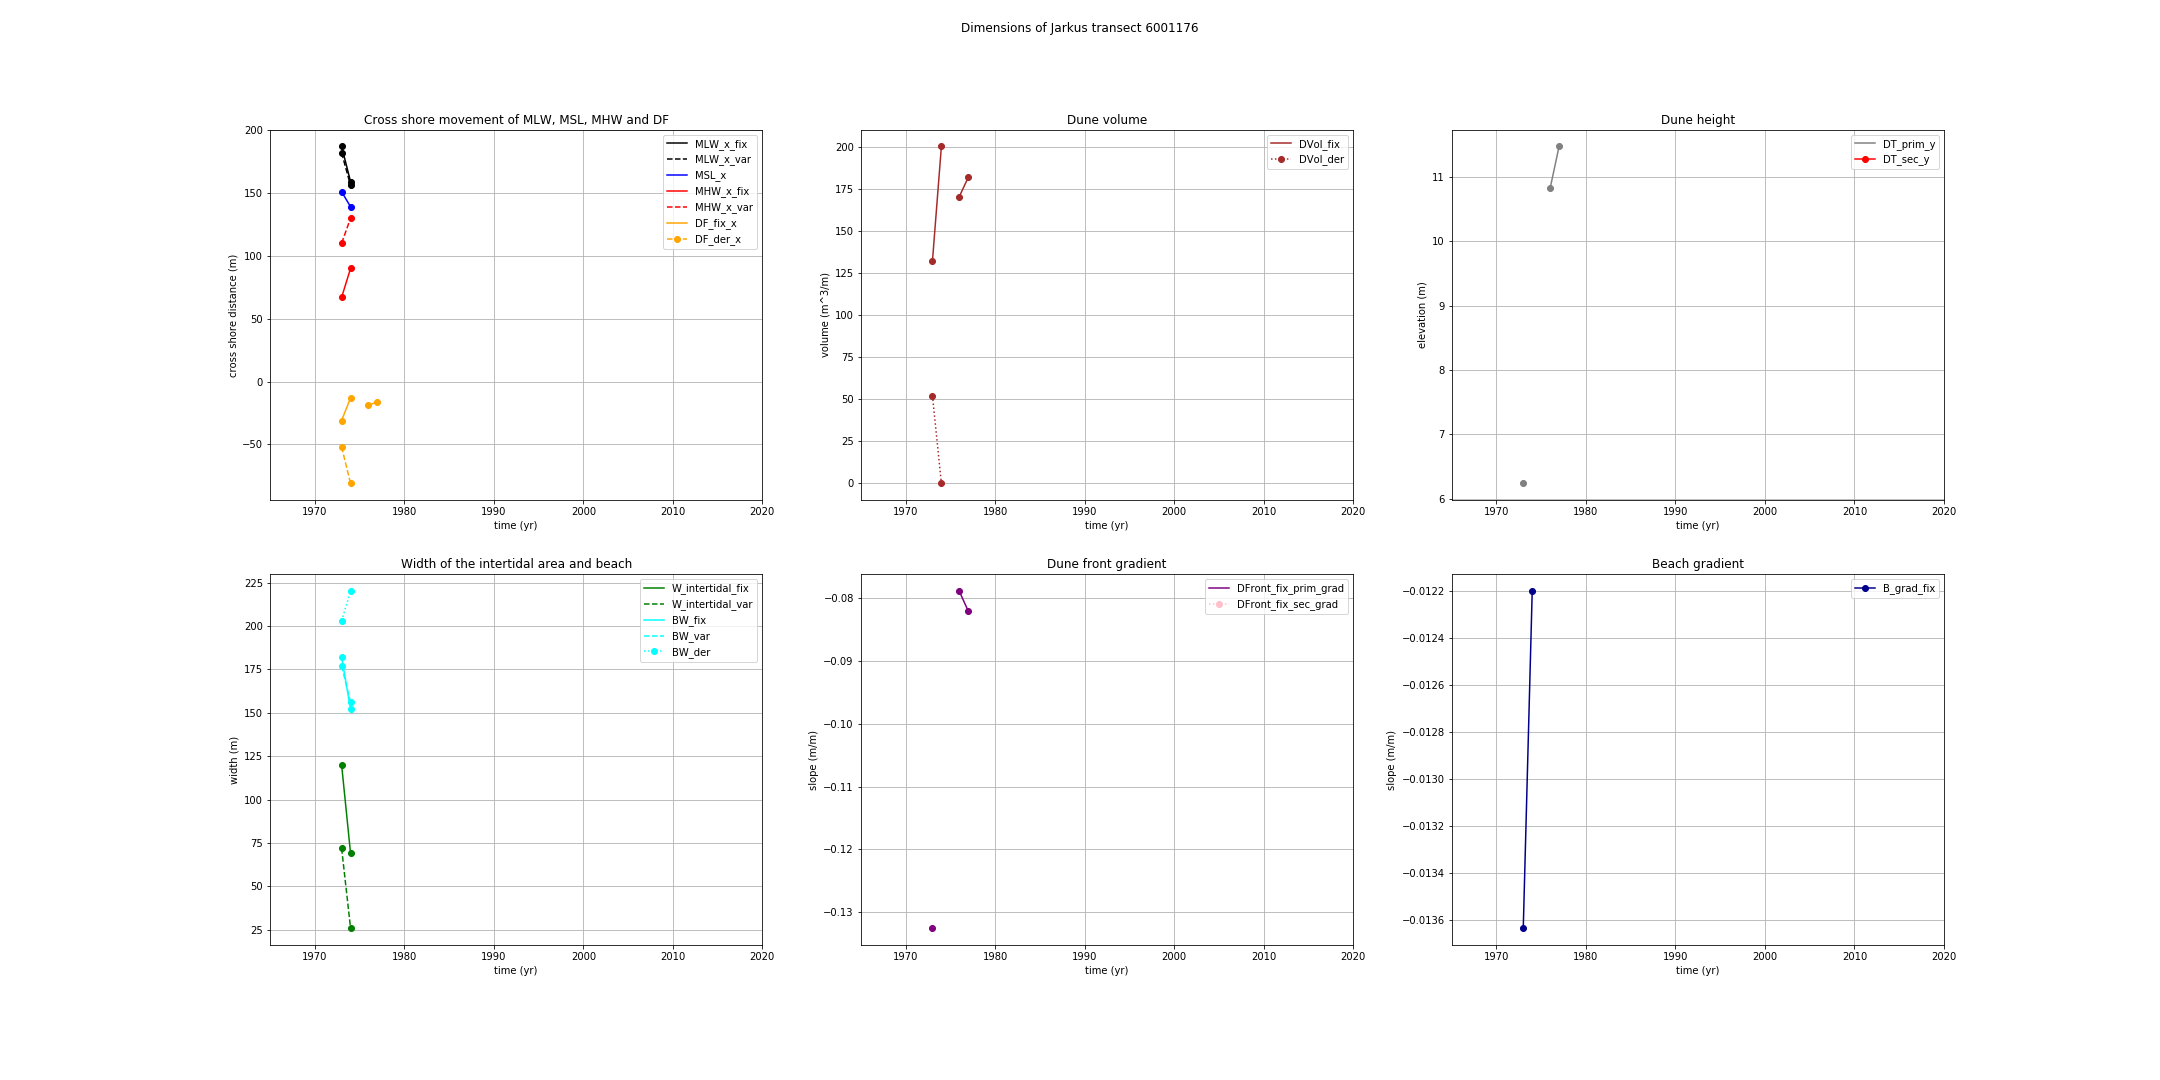 Dimensions of Jarkus transect 6001176
Cross shore movement of MLW, MSL, MHW and DF
200
150
100
50
0
−50
cross shore distance (m)
1970 1980 1990 2000 2010 2020
time (yr)
MLW_x_fix
MLW_x_var
MSL_x
MHW_x_fix
MHW_x_var
DF_fix_x
DF_der_x
Dune volume
200
175
150
125
100
75
50
25
0
volume (m^3/m)
1970 1980 1990 2000 2010 2020
time (yr)
DVol_fix
DVol_der
Dune height
11
10
9
8
7
6
elevation (m)
1970 1980 1990 2000 2010 2020
time (yr)
DT_prim_y
DT_sec_y
Width of the intertidal area and beach
225
200
175
150
125
100
75
50
25
width (m)
1970 1980 1990 2000 2010 2020
time (yr)
W_intertidal_fix
W_intertidal_var
BW_fix
BW_var
BW_der
Dune front gradient
−0.08
−0.09
−0.10
−0.11
−0.12
−0.13
slope (m/m)
1970 1980 1990 2000 2010 2020
time (yr)
DFront_fix_prim_grad
DFront_fix_sec_grad
Beach gradient
−0.0122
−0.0124
−0.0126
−0.0128
−0.0130
−0.0132
−0.0134
−0.0136
slope (m/m)
1970 1980 1990 2000 2010 2020
time (yr)
B_grad_fix